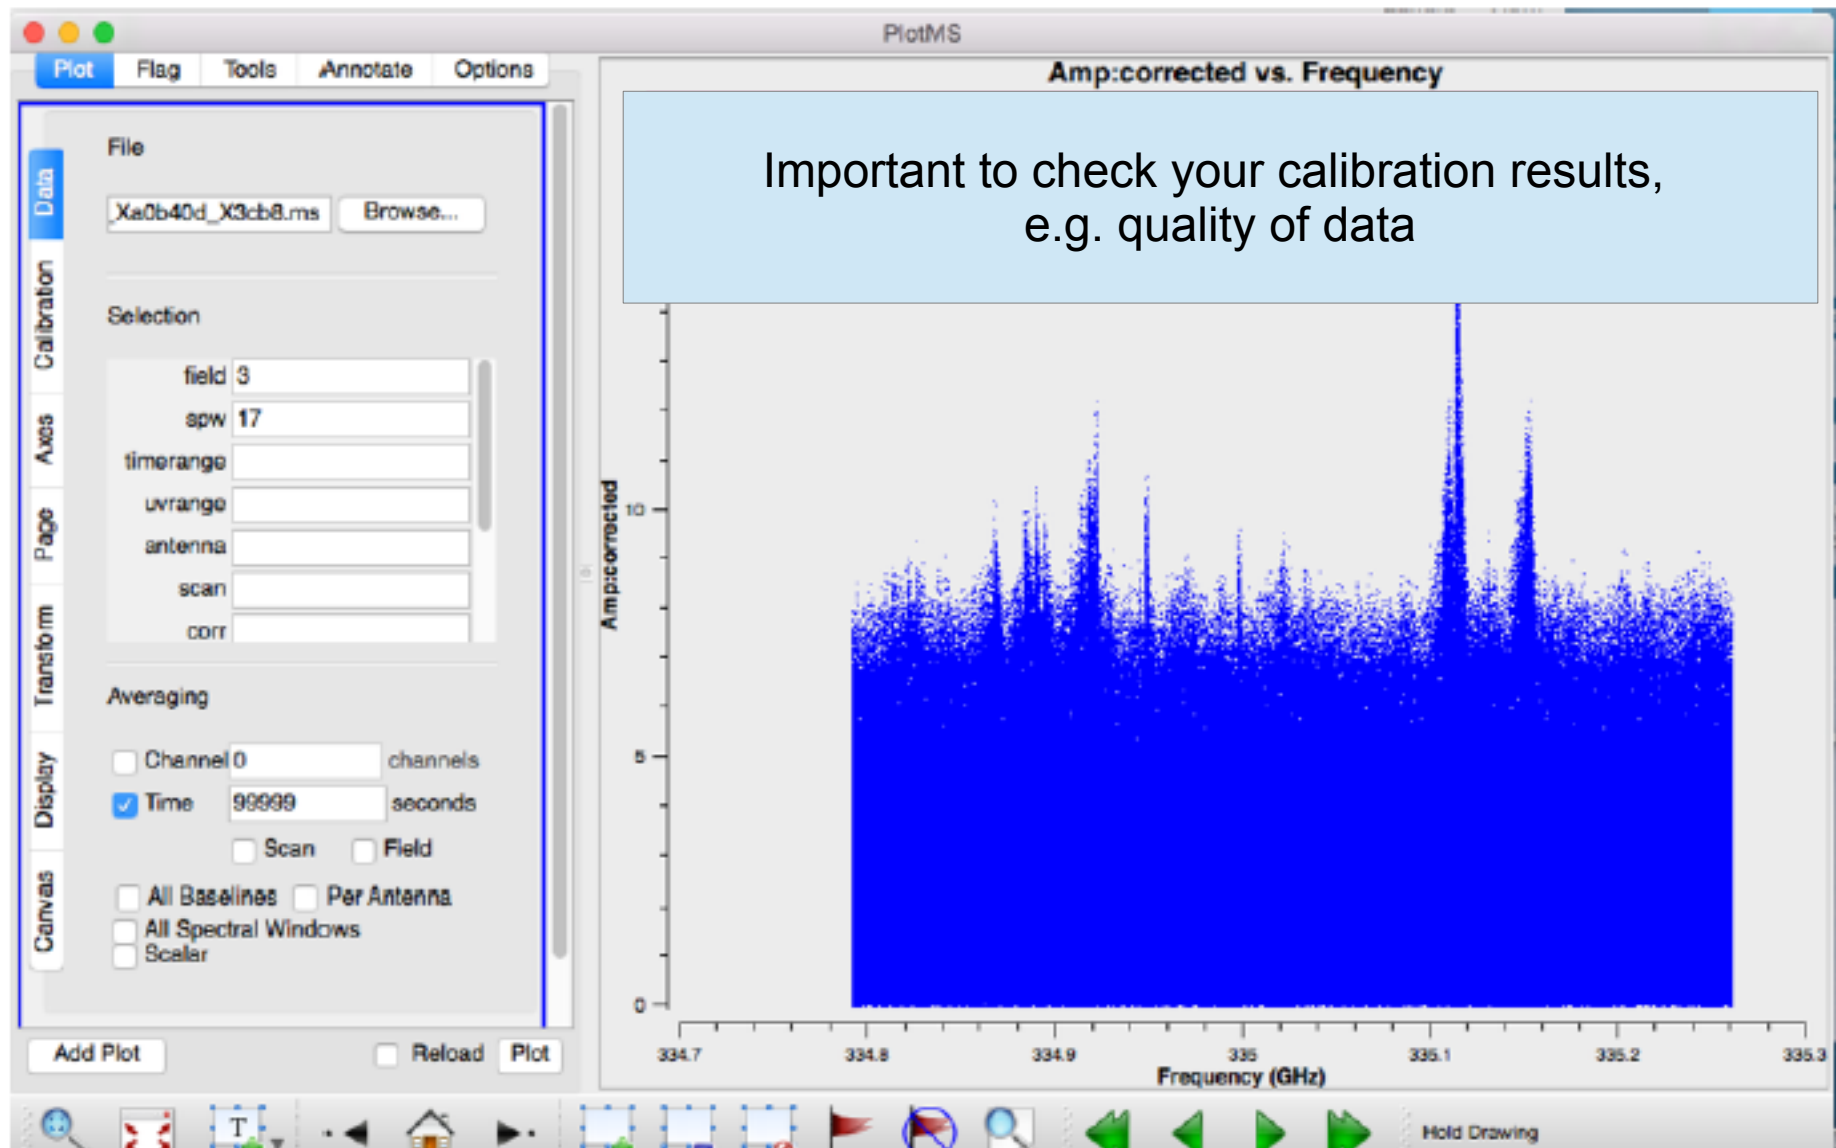 PlotMS
Plot Flag Tools Annotate Options
Data
Calibration
Axes
Page
Transform
Display
Canvas
File
_Xa0b40d_X3cb8.ms Browse...
Selection
field 3
spw 17
timerange
uvrange
antenna
scan
corr
Averaging
Channel 0 channels
Time 99999 seconds
Scan Field
All Baselines Per Antenna
All Spectral Windows
Scalar
Add Plot Reload Plot
Amp:corrected vs. Frequency
Important to check your calibration results,
e.g. quality of data
Amp:corrected
10
5
0
334.7 334.8 334.9 335 335.1 335.2 335.3
Frequency (GHz)
T
Hold Drawing